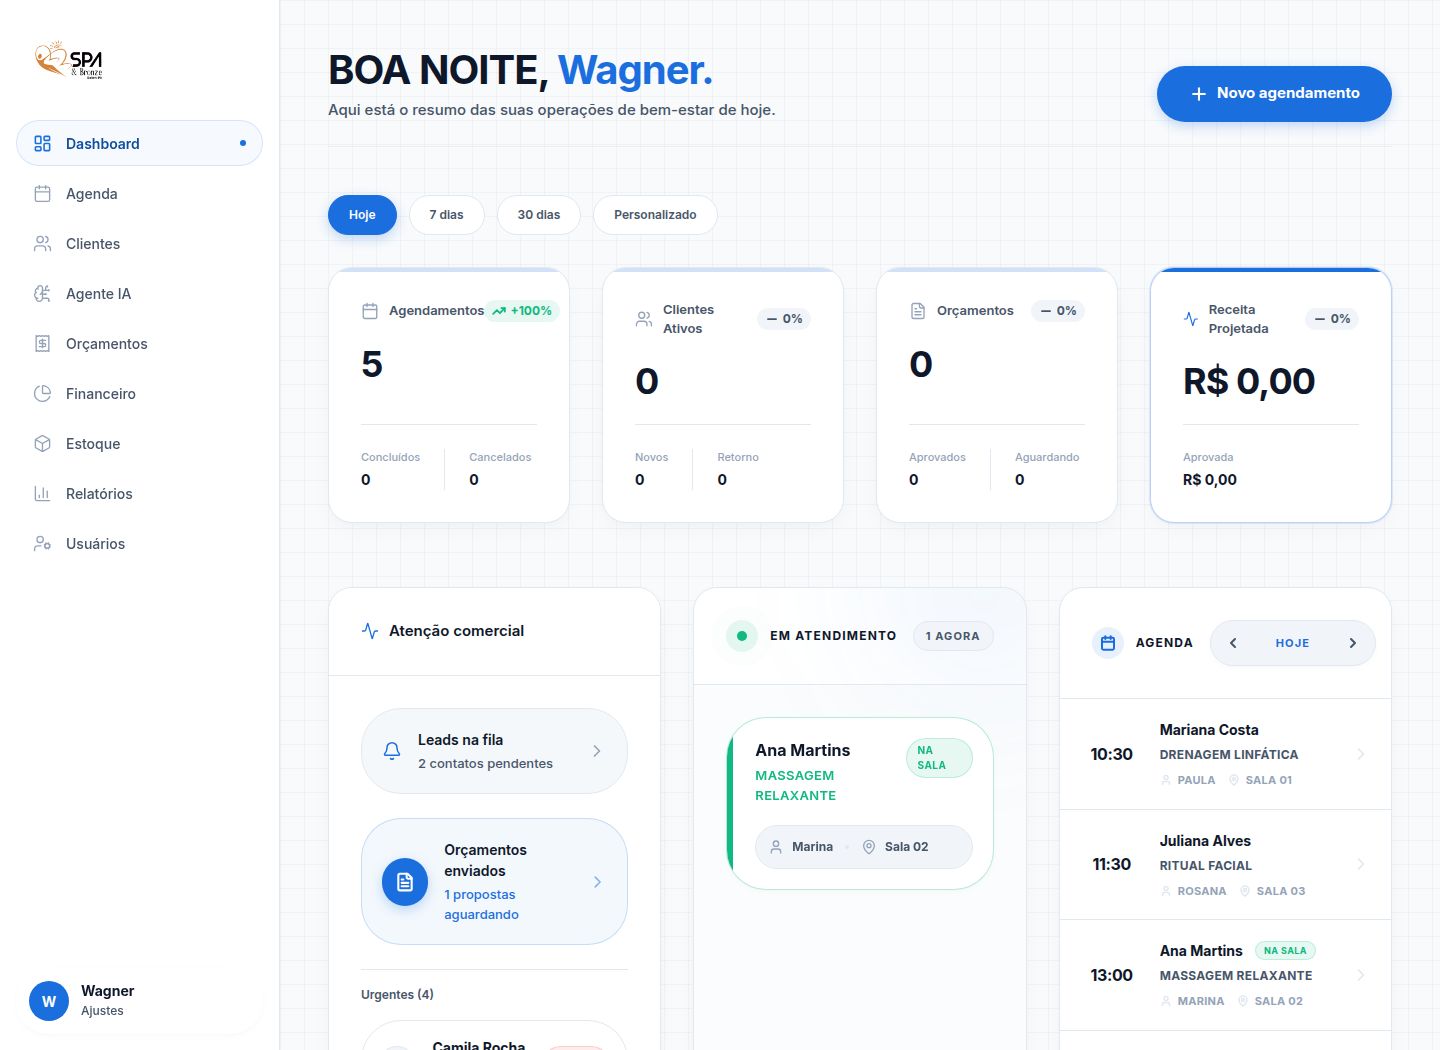 SPA
& Bronze
Dashboard
Agenda
Clientes
Agente IA
Orçamentos
Financeiro
Estoque
Relatórios
Usuários
W
Wagner
Ajustes
BOA NOITE, Wagner.
Aqui está o resumo das suas operações de bem-estar de hoje.
Novo agendamento
Hoje
7 dias
30 dias
Personalizado
Agendamentos
+100%
5
Concluídos
0
Cancelados
0
Clientes
Ativos
0%
0
Novos
0
Retorno
0
Orçamentos
0%
0
Aprovados
0
Aguardando
0
Receita
Projetada
0%
R$ 0,00
Aprovada
R$ 0,00
Atenção comercial
Leads na fila
2 contatos pendentes
Orçamentos
enviados
1 propostas
aguardando
Urgentes (4)
Camila Rocha
EM ATENDIMENTO
1 AGORA
Ana Martins
NA
SALA
MASSAGEM
RELAXANTE
Marina
Sala 02
AGENDA
HOJE
10:30
Mariana Costa
DRENAGEM LINFÁTICA
PAULA
SALA 01
11:30
Juliana Alves
RITUAL FACIAL
ROSANA
SALA 03
13:00
Ana Martins
NA SALA
MASSAGEM RELAXANTE
MARINA
SALA 02